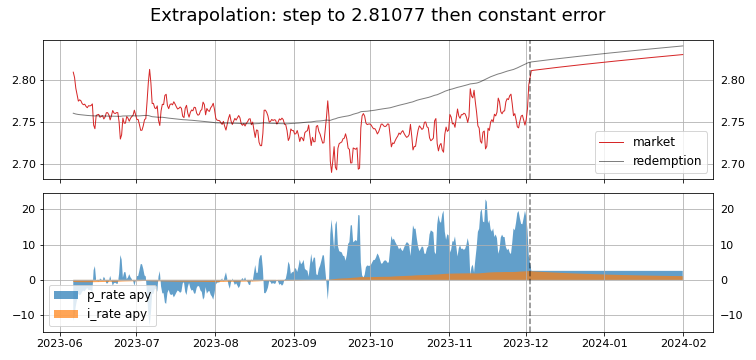 Extrapolation: step to 2.81077 then constant error
2.80 2.80
2.75 2.75
2.70 2.70
market
redemption
20 20
10 10
0 0
−10 −10
p_rate apy
i_rate apy
2023-06 2023-07 2023-08 2023-09 2023-10 2023-11 2023-12 2024-01 2024-02